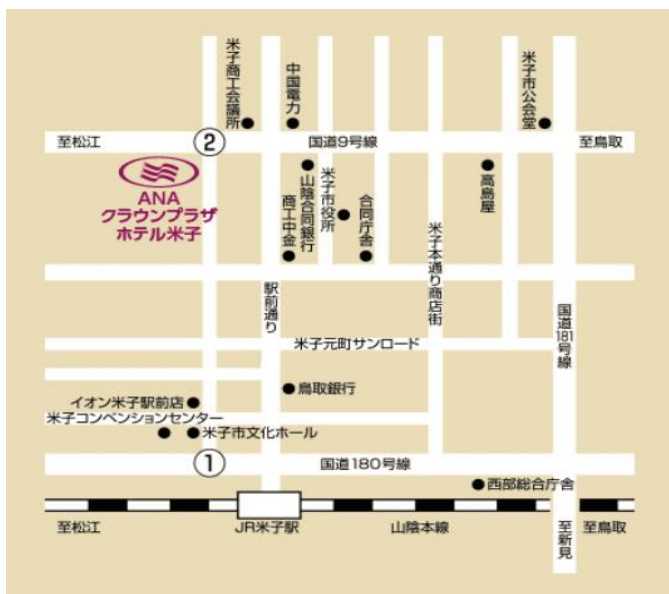 米子商工会議所
中国電力
米子市公会堂
至松江
②
国道9号線
至鳥取
ANA
クラウンプラザ
ホテル米子
山陰合同銀行
商工中金
米子市役所
合同庁舎
高島屋
米子本通り商店街
駅前通り
国道181号線
米子元町サンロード
鳥取銀行
イオン米子駅前店
米子コンベンションセンター
米子市文化ホール
①
国道180号線
西部総合庁舎
至松江
JR米子駅
山陰本線
至新見
至鳥取